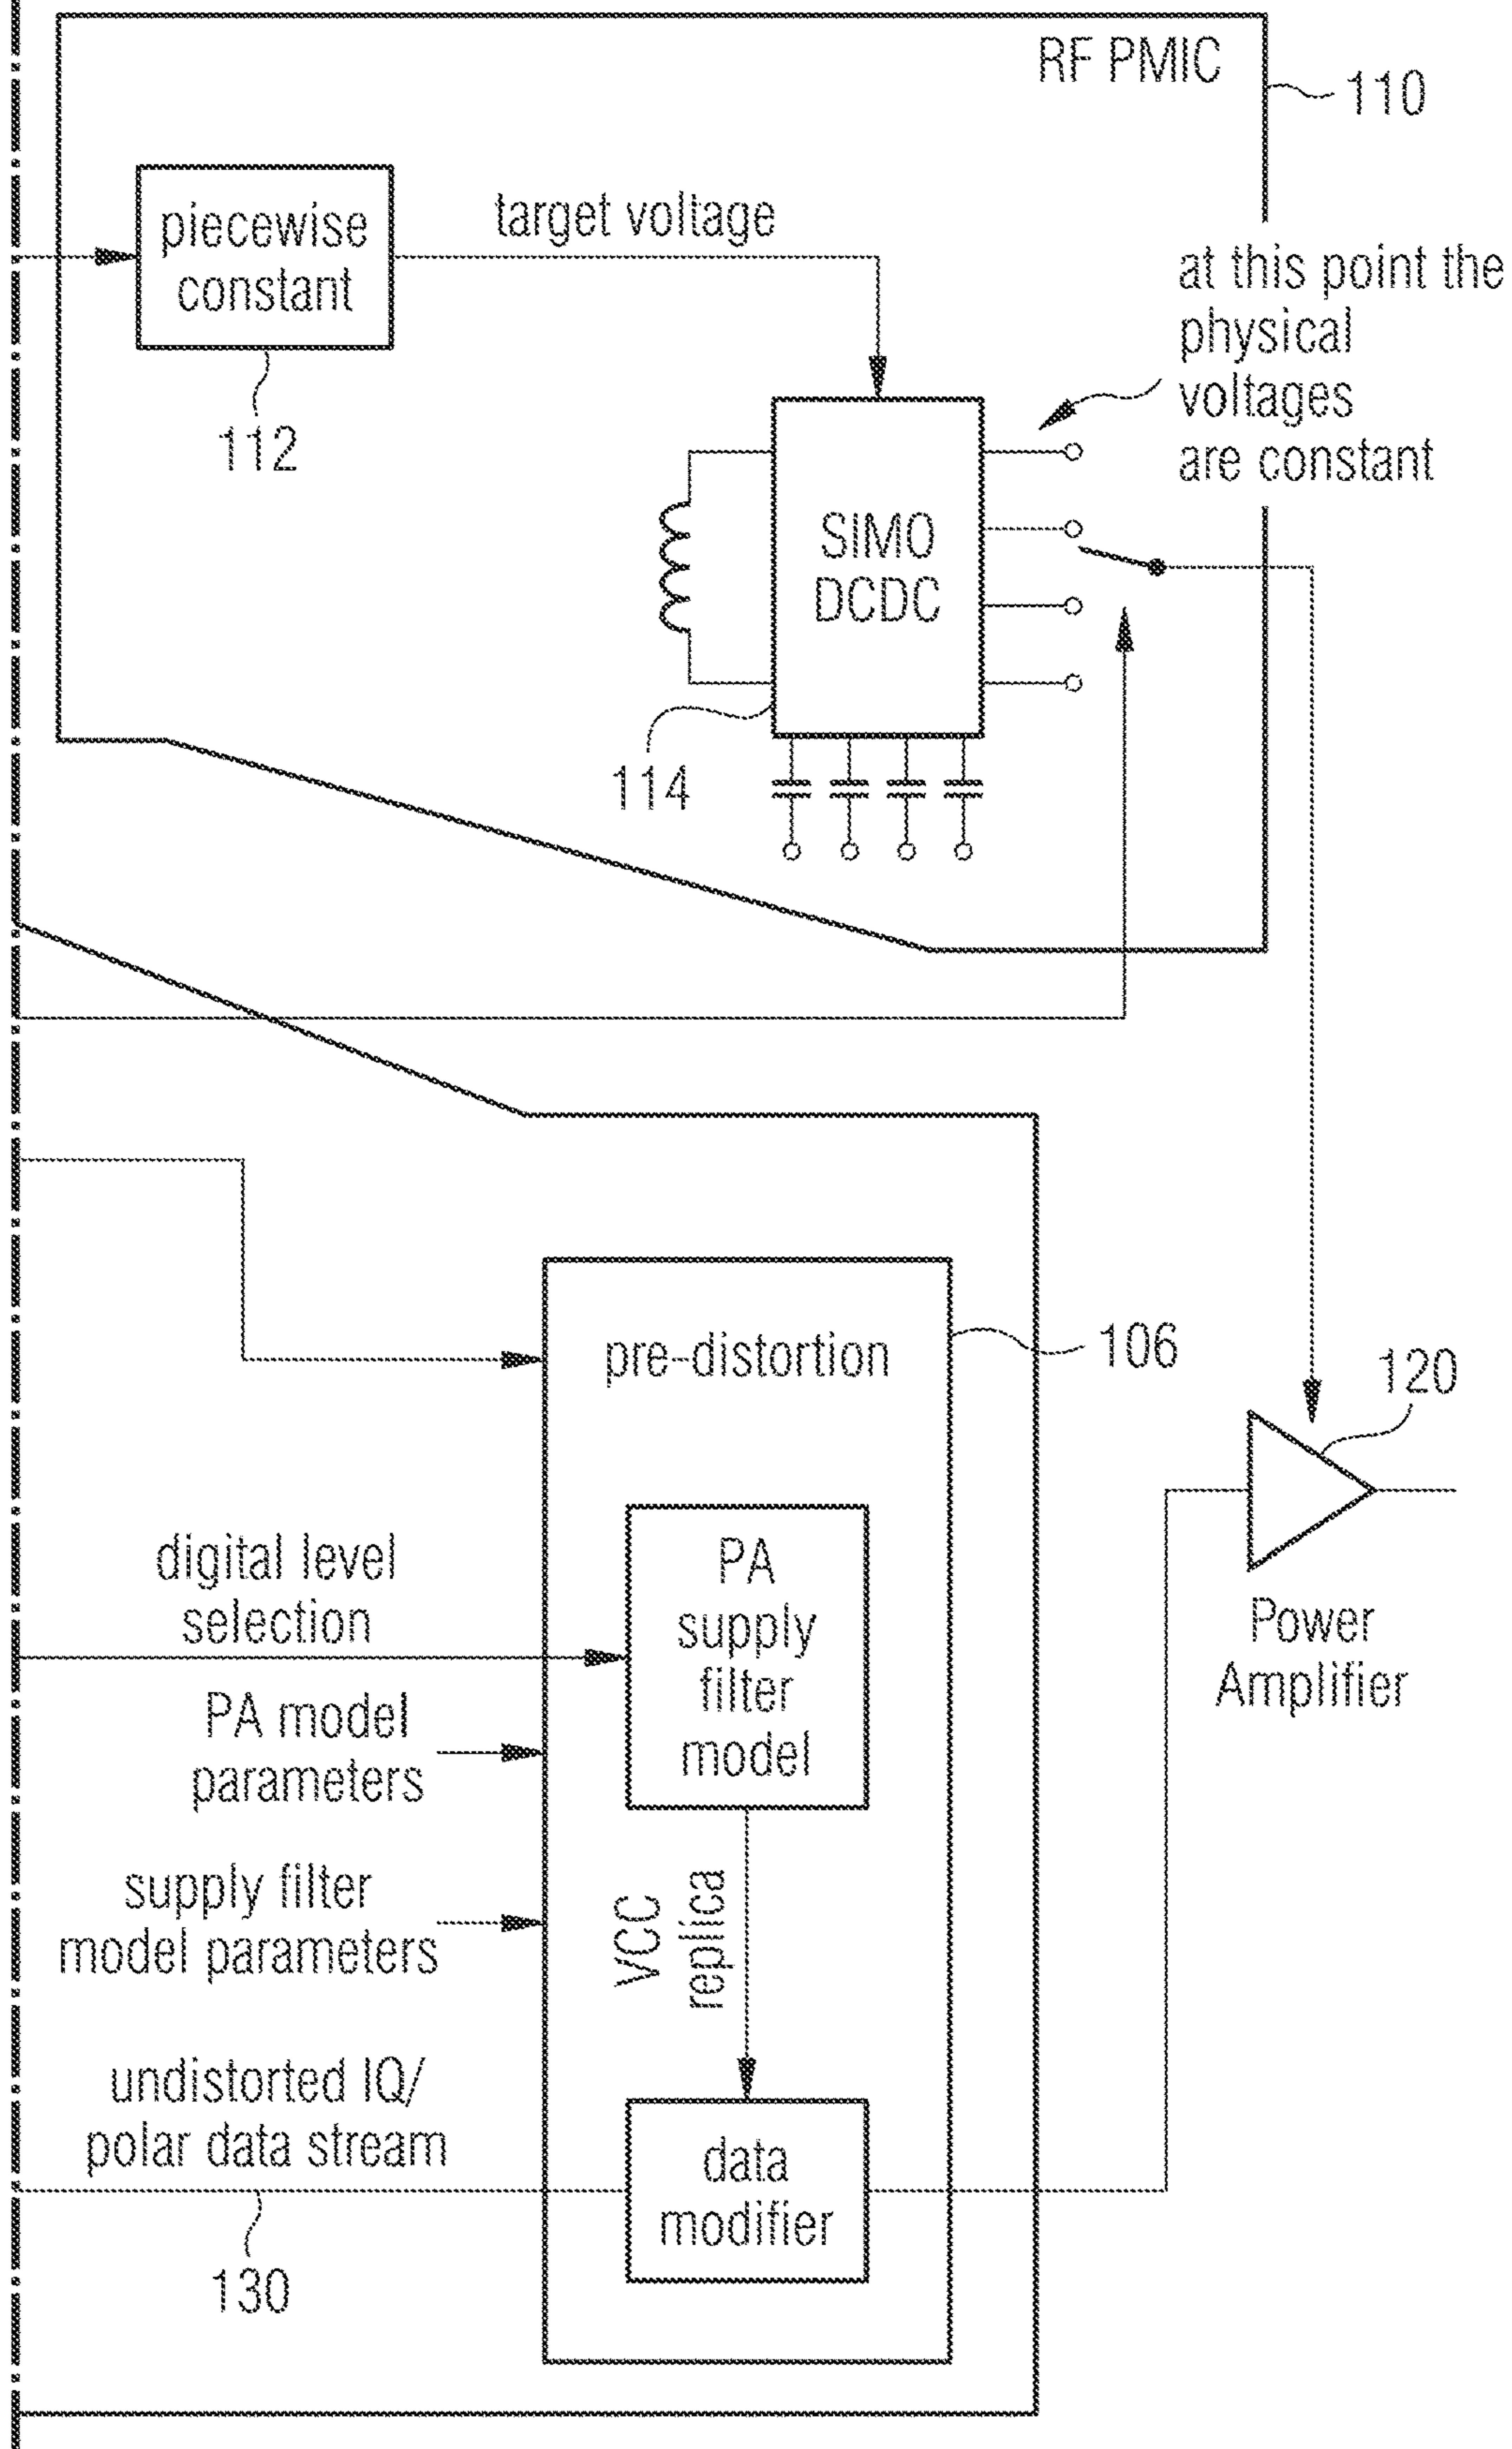 RF PMIC
110
piecewise
constant
target voltage
112
at this point the
physical
voltages
are constant
SIMO
DCDC
114
pre-distortion
106
120
digital level
selection
PA
supply
filter
model
Power
Amplifier
PA model
parameters
supply filter
model parameters
VCC
replica
undistorted IQ/
polar data stream
data
modifier
130